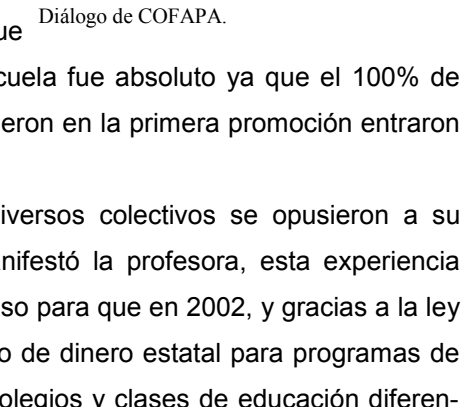 Diálogo de COFAPA.
ue
cuela fue absoluto ya que el 100% de
eron en la primera promoción entraron
iversos colectivos se opusieron a su
nifestó la profesora, esta experiencia
so para que en 2002, y gracias a la ley
o de dinero estatal para programas de
olegios y clases de educación diferen-